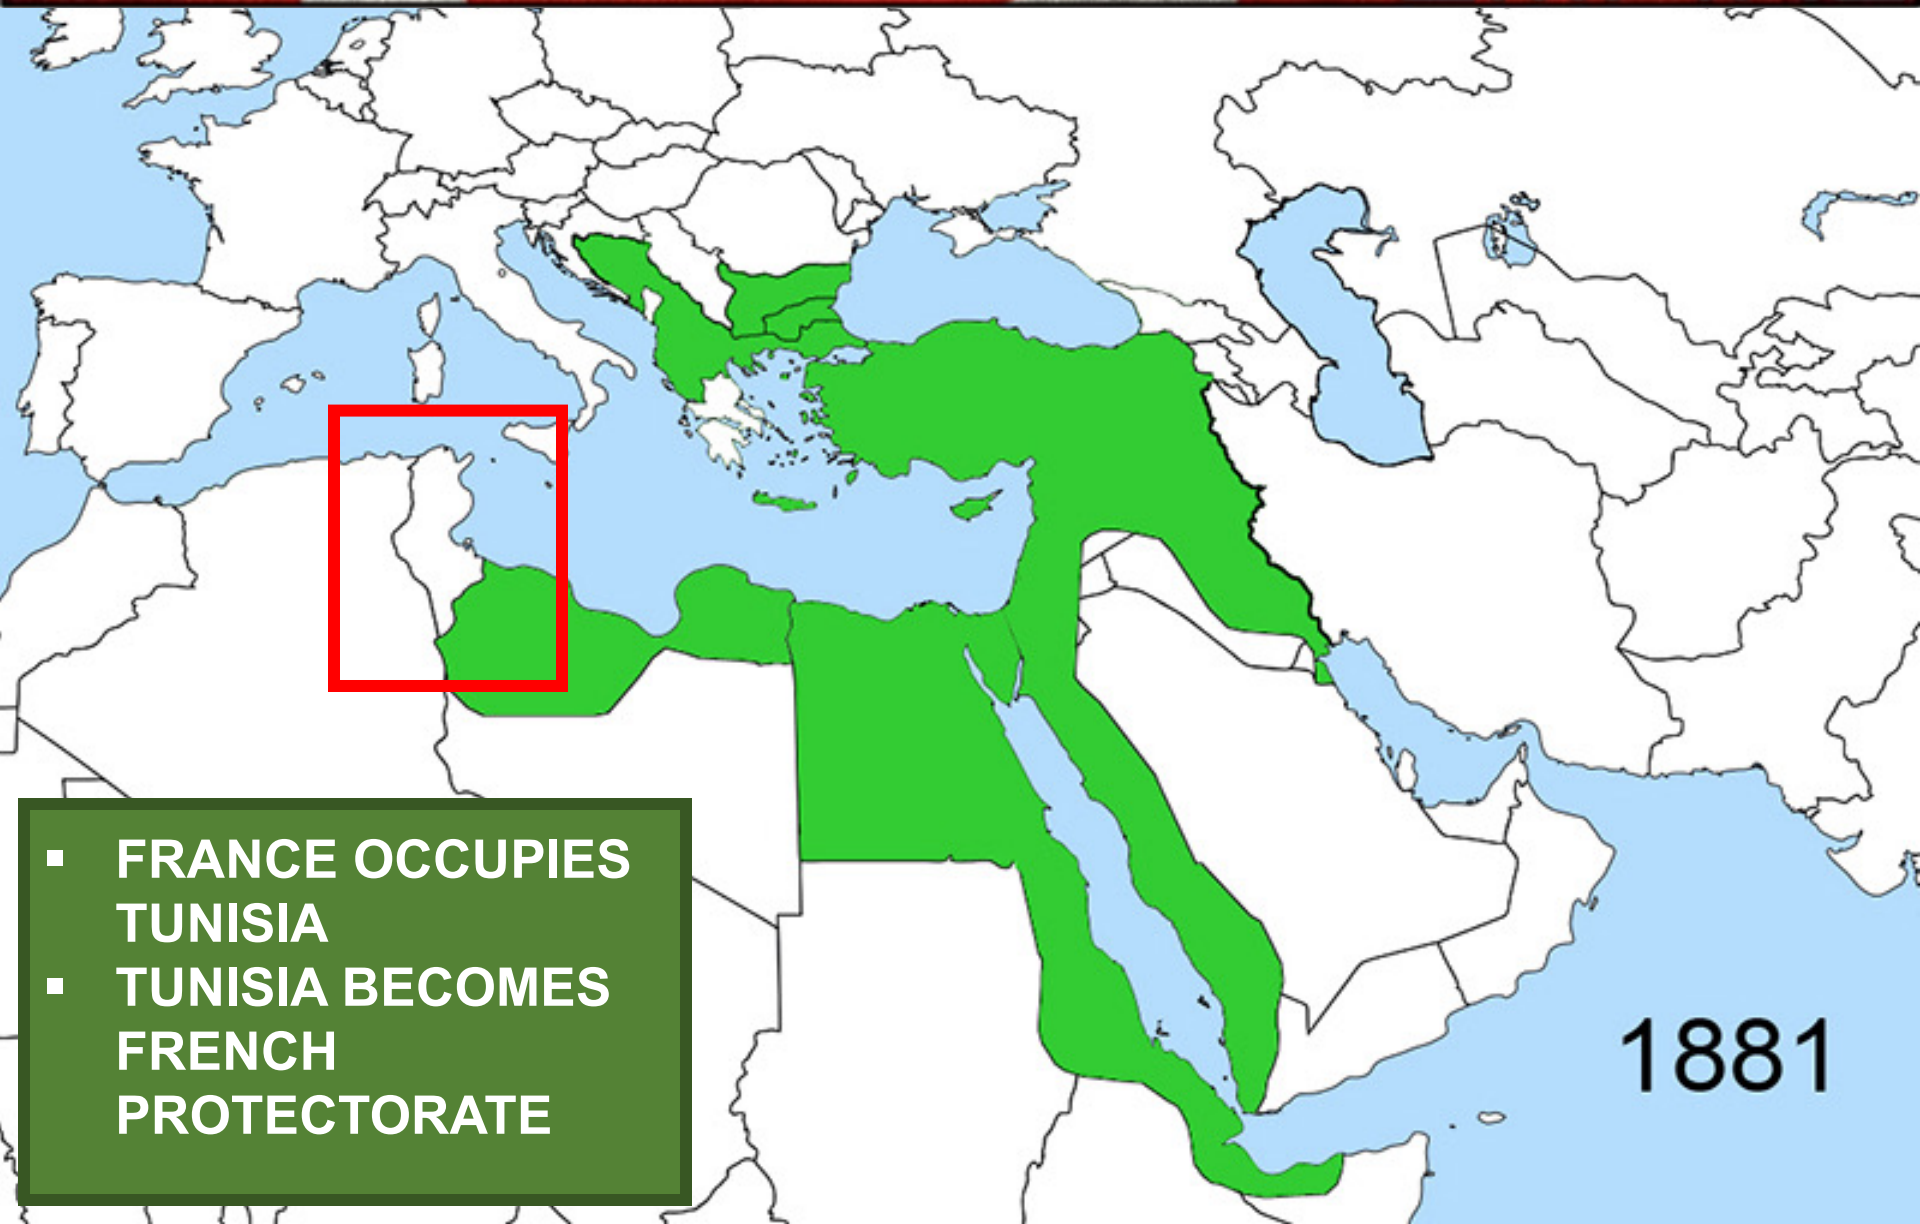 ▪ FRANCE OCCUPIES
TUNISIA
▪ TUNISIA BECOMES
FRENCH
PROTECTORATE
1881